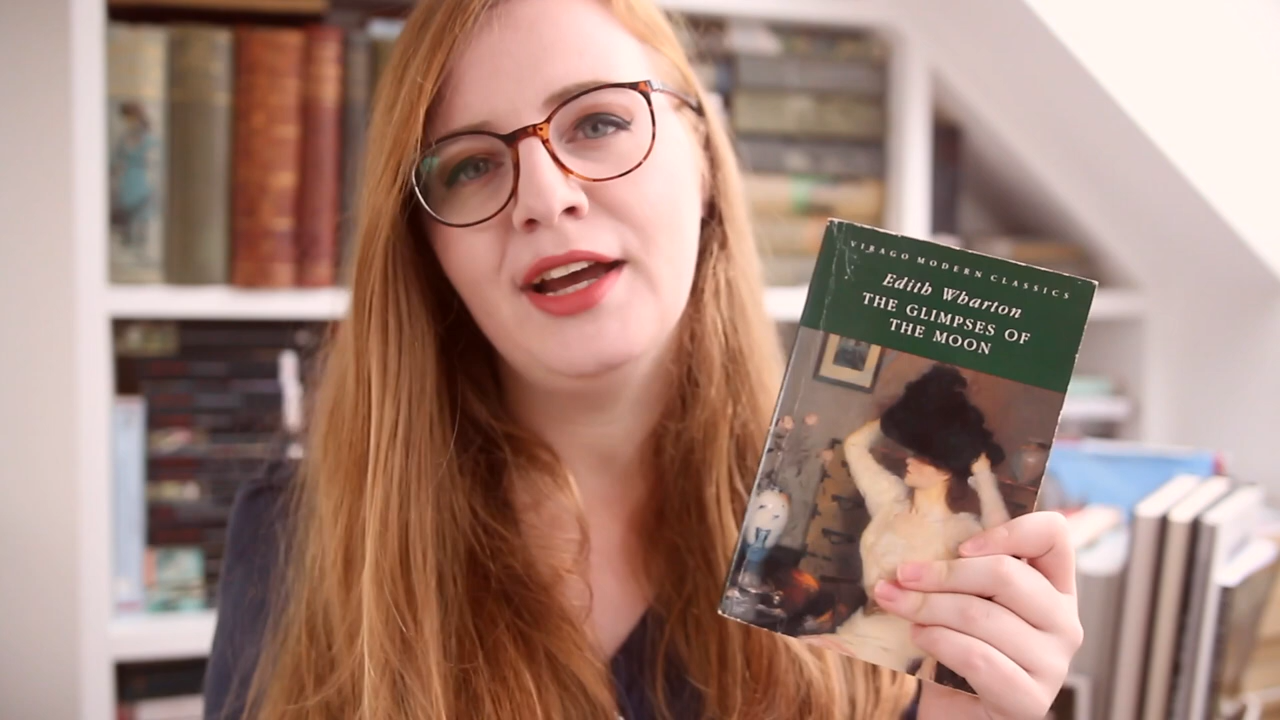 VIRAGO MODERN CLASSICS
Edith Wharton
THE GLIMPSES OF
THE MOON